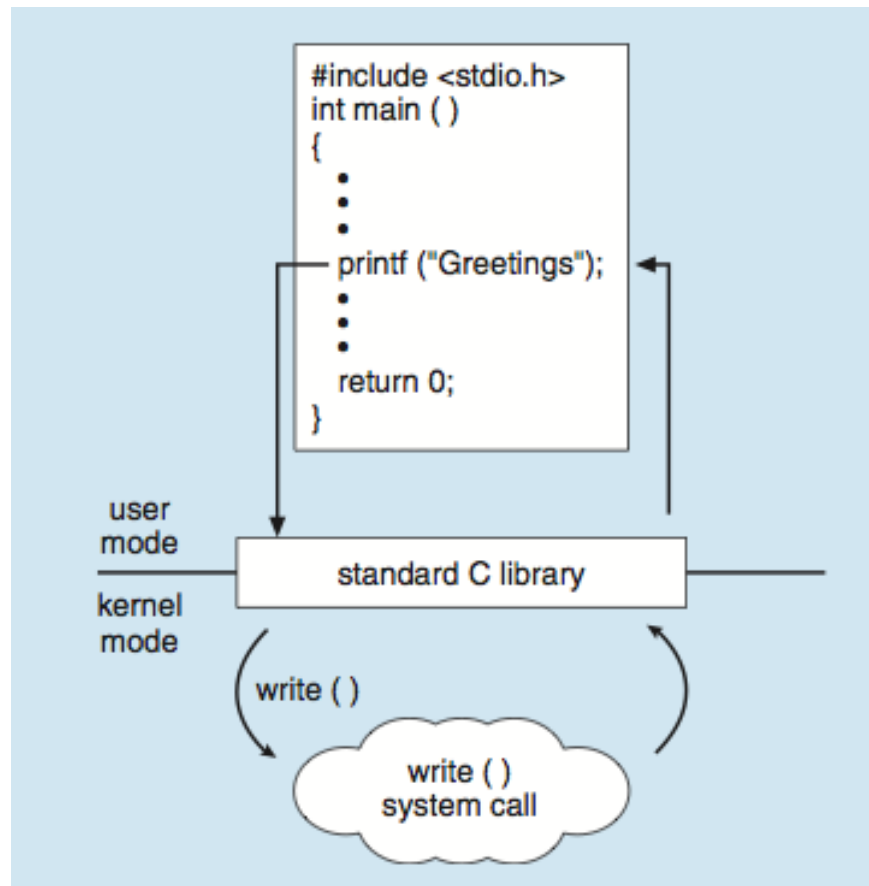 #include <stdio.h>
int main ( )
{
•
•
•
printf ("Greetings");
•
•
•
return 0;
}
user
mode
standard C library
kernel
mode
write ( )
write ( )
system call